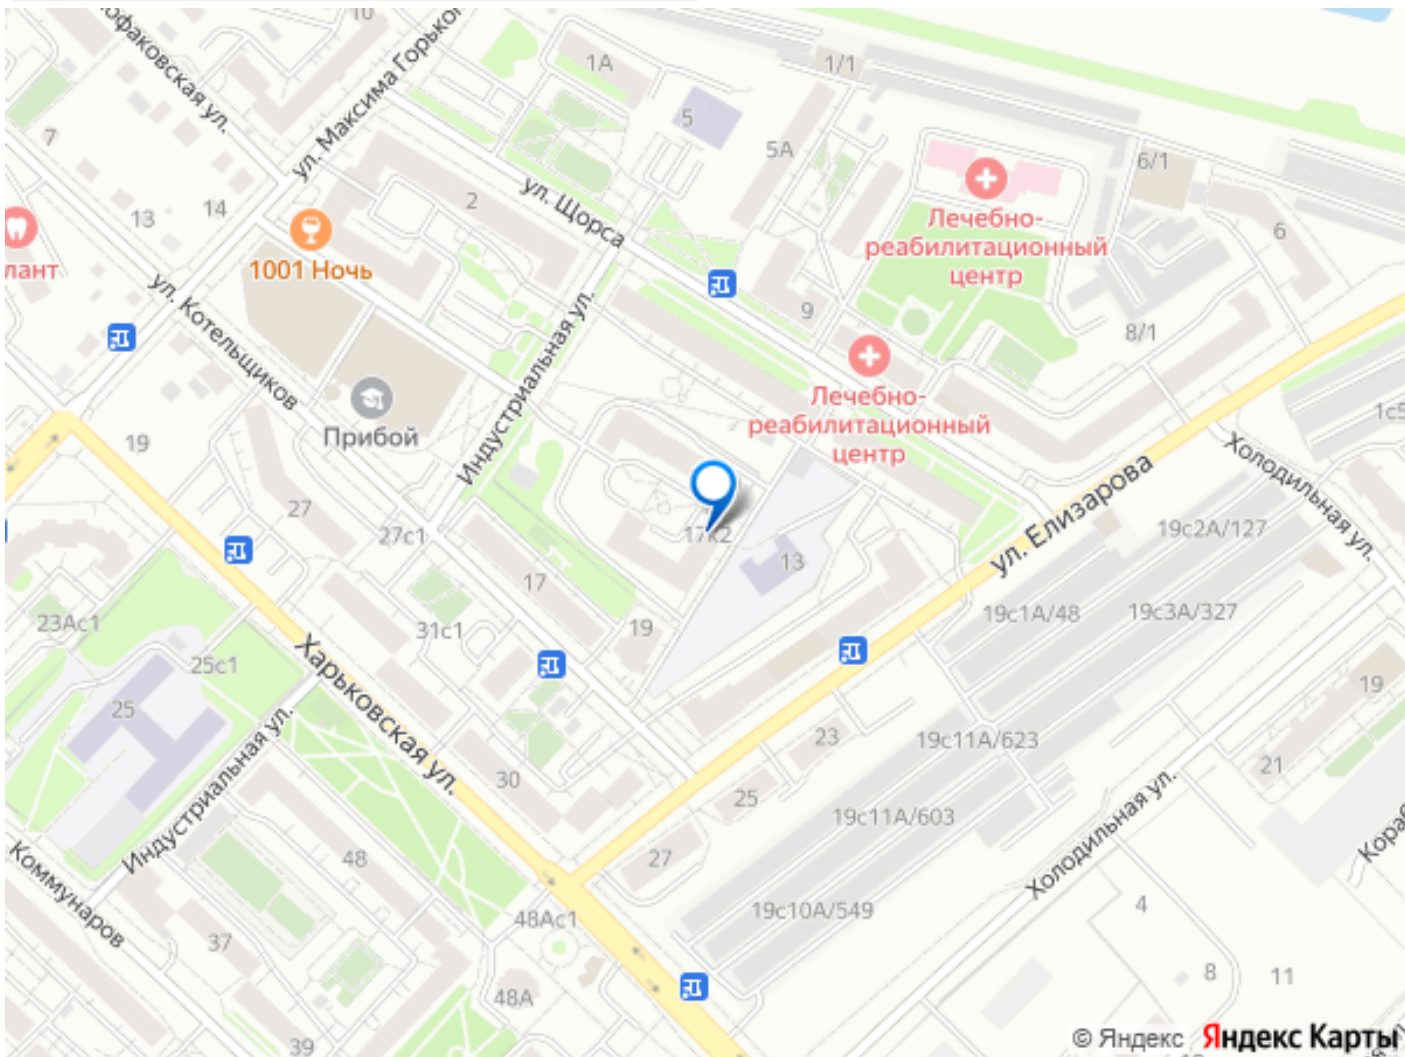 10
1А
1/1
ул. Максима Горько
офаковская ул.
5
5А
7
6/1
Лечебно-
реабилитационный
центр
2
ул. Щорса
13
14
6
1001 Ночь
лант
ул. Котельщиков
Индустриальная ул.
9
8/1
Лечебно-
реабилитационный
центр
Прибой
19
1с5
Холодильная ул.
ул. Елизарова
27
27с1
17к2
19с2А/127
13
17
19с1А/48
19с3А/327
23Ас1
31с1
19
25с1
Харьковская ул.
25
Индустриальная ул.
23
19с11А/623
19
21
30
25
19с11А/603
Холодильная ул.
Кораб
Коммунаров
48
27
48Ас1
19с10А/549
4
37
8
11
48А
39
© Яндекс Яндекс Карты